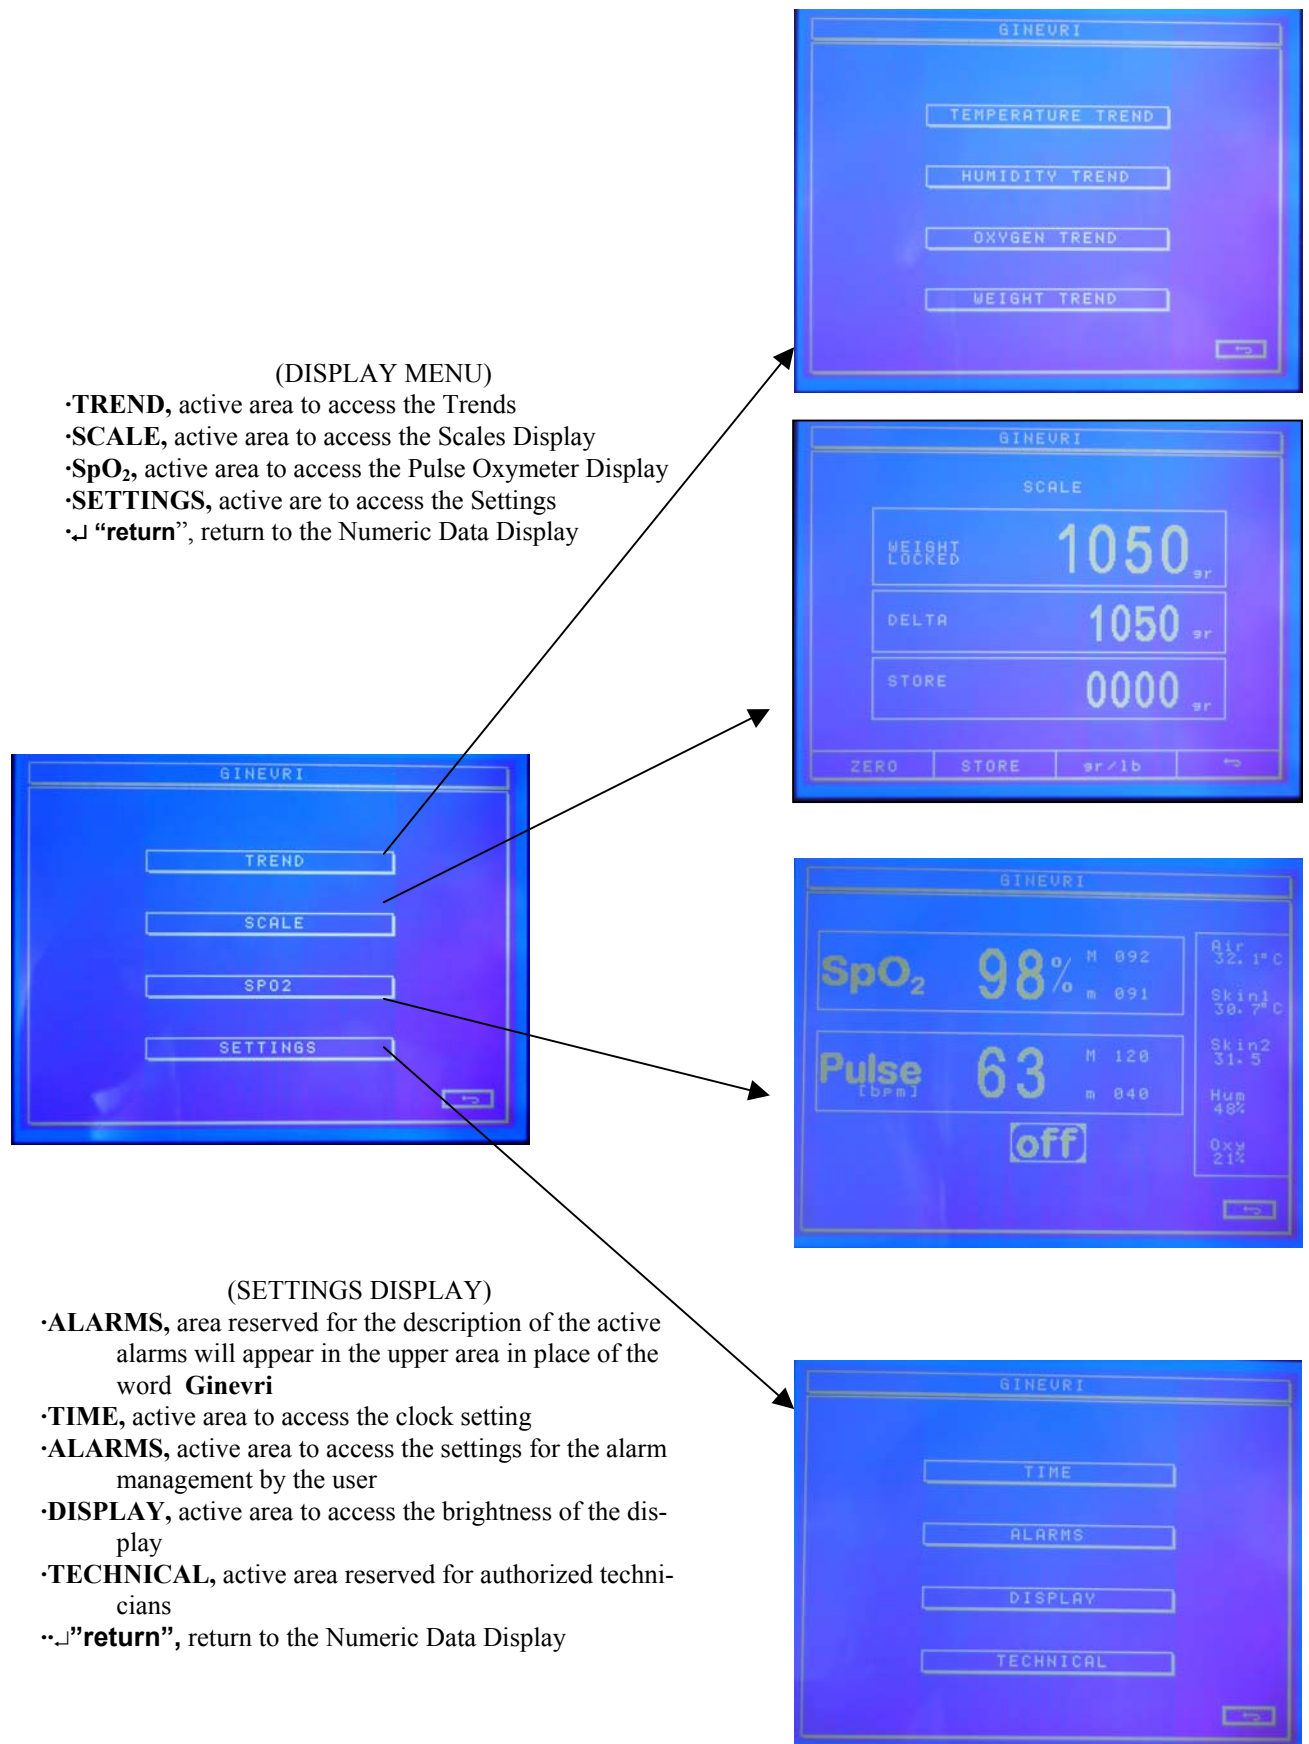 GINEVRI
TEMPERATURE TREND
HUMIDITY TREND
OXYGEN TREND
WEIGHT TREND
(DISPLAY MENU)
·TREND, active area to access the Trends
·SCALE, active area to access the Scales Display
·SpO₂, active area to access the Pulse Oxymeter Display
·SETTINGS, active are to access the Settings
·↵ “return”, return to the Numeric Data Display
GINEVRI
SCALE
WEIGHT
LOCKED
1050 gr
DELTA 1050 gr
STORE 0000 gr
ZERO STORE gr/lb
GINEVRI
TREND
SCALE
SPO2
SETTINGS
GINEVRI
SpO₂ 98% M 092
m 091
Pulse
[bpm]
63 M 120
m 040
off
Air
32.1°C
Skin1
30.7°C
Skin2
31.5
Hum
48%
Oxy
21%
(SETTINGS DISPLAY)
·ALARMS, area reserved for the description of the active
alarms will appear in the upper area in place of the
word Ginevri
·TIME, active area to access the clock setting
·ALARMS, active area to access the settings for the alarm
management by the user
·DISPLAY, active area to access the brightness of the dis-
play
·TECHNICAL, active area reserved for authorized techni-
cians
··↵”return”, return to the Numeric Data Display
GINEVRI
TIME
ALARMS
DISPLAY
TECHNICAL